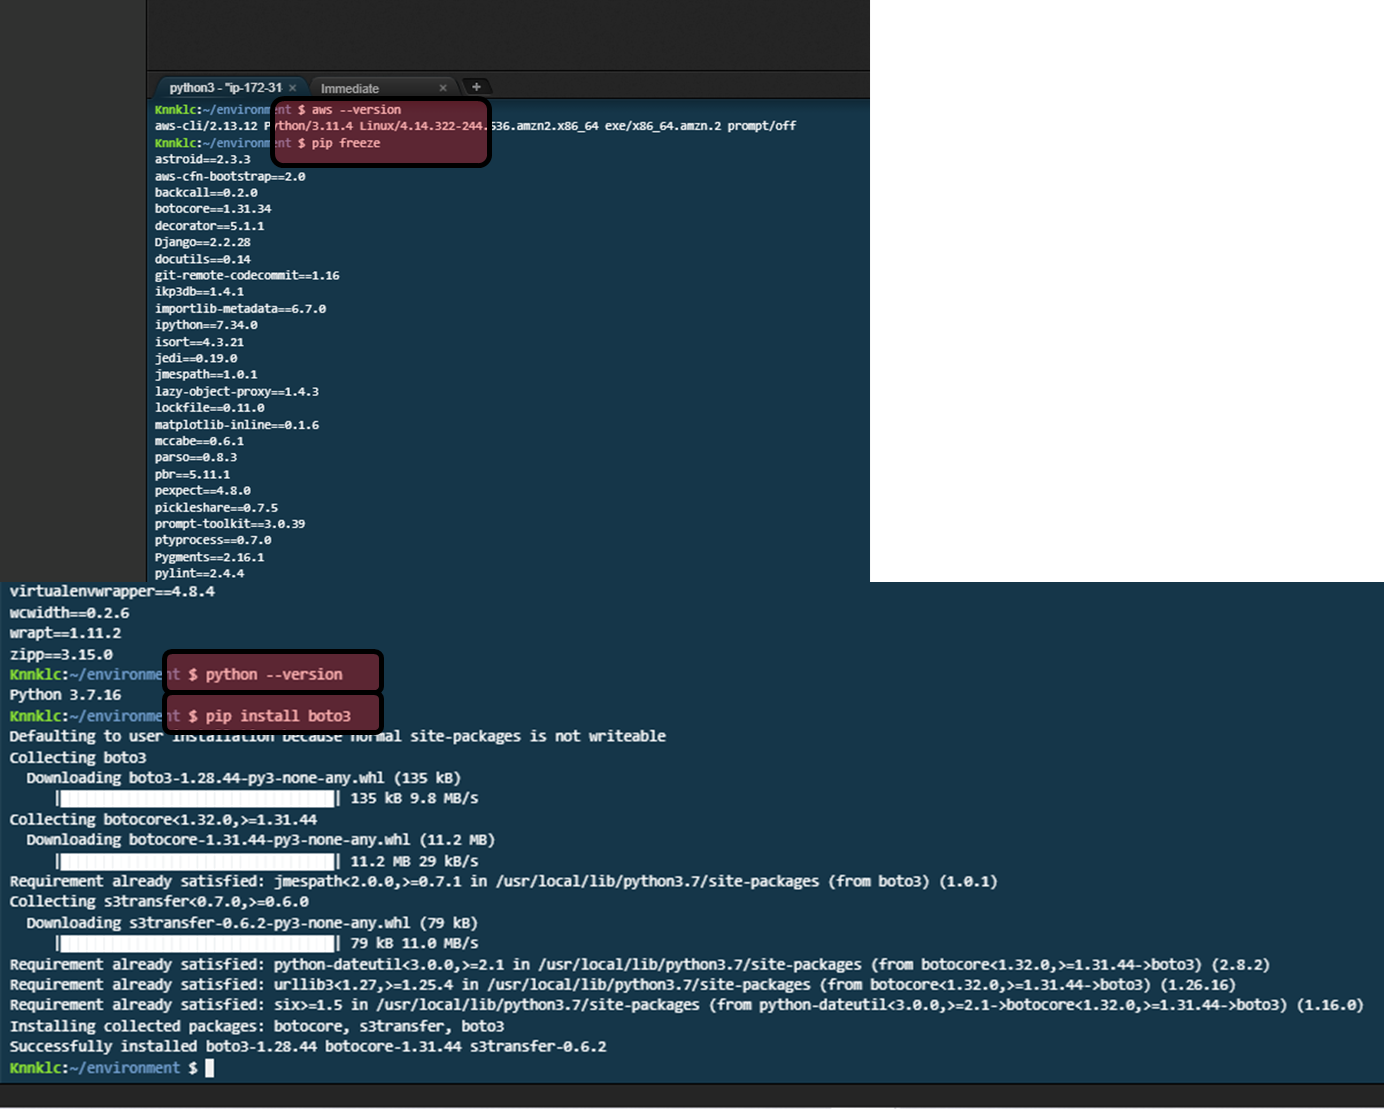 python3 - "ip-172-31 × Immediate × +
Knnklc:~/environment $ aws --version
aws-cli/2.13.12 Python/3.11.4 Linux/4.14.322-244.536.amzn2.x86_64 exe/x86_64.amzn.2 prompt/off
Knnklc:~/environment $ pip freeze
astroid==2.3.3
aws-cfn-bootstrap==2.0
backcall==0.2.0
botocore==1.31.34
decorator==5.1.1
Django==2.2.28
docutils==0.14
git-remote-codecommit==1.16
ikp3db==1.4.1
importlib-metadata==6.7.0
ipython==7.34.0
isort==4.3.21
jedi==0.19.0
jmespath==1.0.1
lazy-object-proxy==1.4.3
lockfile==0.11.0
matplotlib-inline==0.1.6
mccabe==0.6.1
parso==0.8.3
pbr==5.11.1
pexpect==4.8.0
pickleshare==0.7.5
prompt-toolkit==3.0.39
ptyprocess==0.7.0
Pygments==2.16.1
pylint==2.4.4
virtualenvwrapper==4.8.4
wcwidth==0.2.6
wrapt==1.11.2
zipp==3.15.0
Knnklc:~/environment $ python --version
Python 3.7.16
Knnklc:~/environment $ pip install boto3
Defaulting to user installation because normal site-packages is not writeable
Collecting boto3
Downloading boto3-1.28.44-py3-none-any.whl (135 kB)
135 kB 9.8 MB/s
Collecting botocore<1.32.0,>=1.31.44
Downloading botocore-1.31.44-py3-none-any.whl (11.2 MB)
11.2 MB 29 kB/s
Requirement already satisfied: jmespath<2.0.0,>=0.7.1 in /usr/local/lib/python3.7/site-packages (from boto3) (1.0.1)
Collecting s3transfer<0.7.0,>=0.6.0
Downloading s3transfer-0.6.2-py3-none-any.whl (79 kB)
79 kB 11.0 MB/s
Requirement already satisfied: python-dateutil<3.0.0,>=2.1 in /usr/local/lib/python3.7/site-packages (from botocore<1.32.0,>=1.31.44->boto3) (2.8.2)
Requirement already satisfied: urllib3<1.27,>=1.25.4 in /usr/local/lib/python3.7/site-packages (from botocore<1.32.0,>=1.31.44->boto3) (1.26.16)
Requirement already satisfied: six>=1.5 in /usr/local/lib/python3.7/site-packages (from python-dateutil<3.0.0,>=2.1->botocore<1.32.0,>=1.31.44->boto3) (1.16.0)
Installing collected packages: botocore, s3transfer, boto3
Successfully installed boto3-1.28.44 botocore-1.31.44 s3transfer-0.6.2
Knnklc:~/environment $